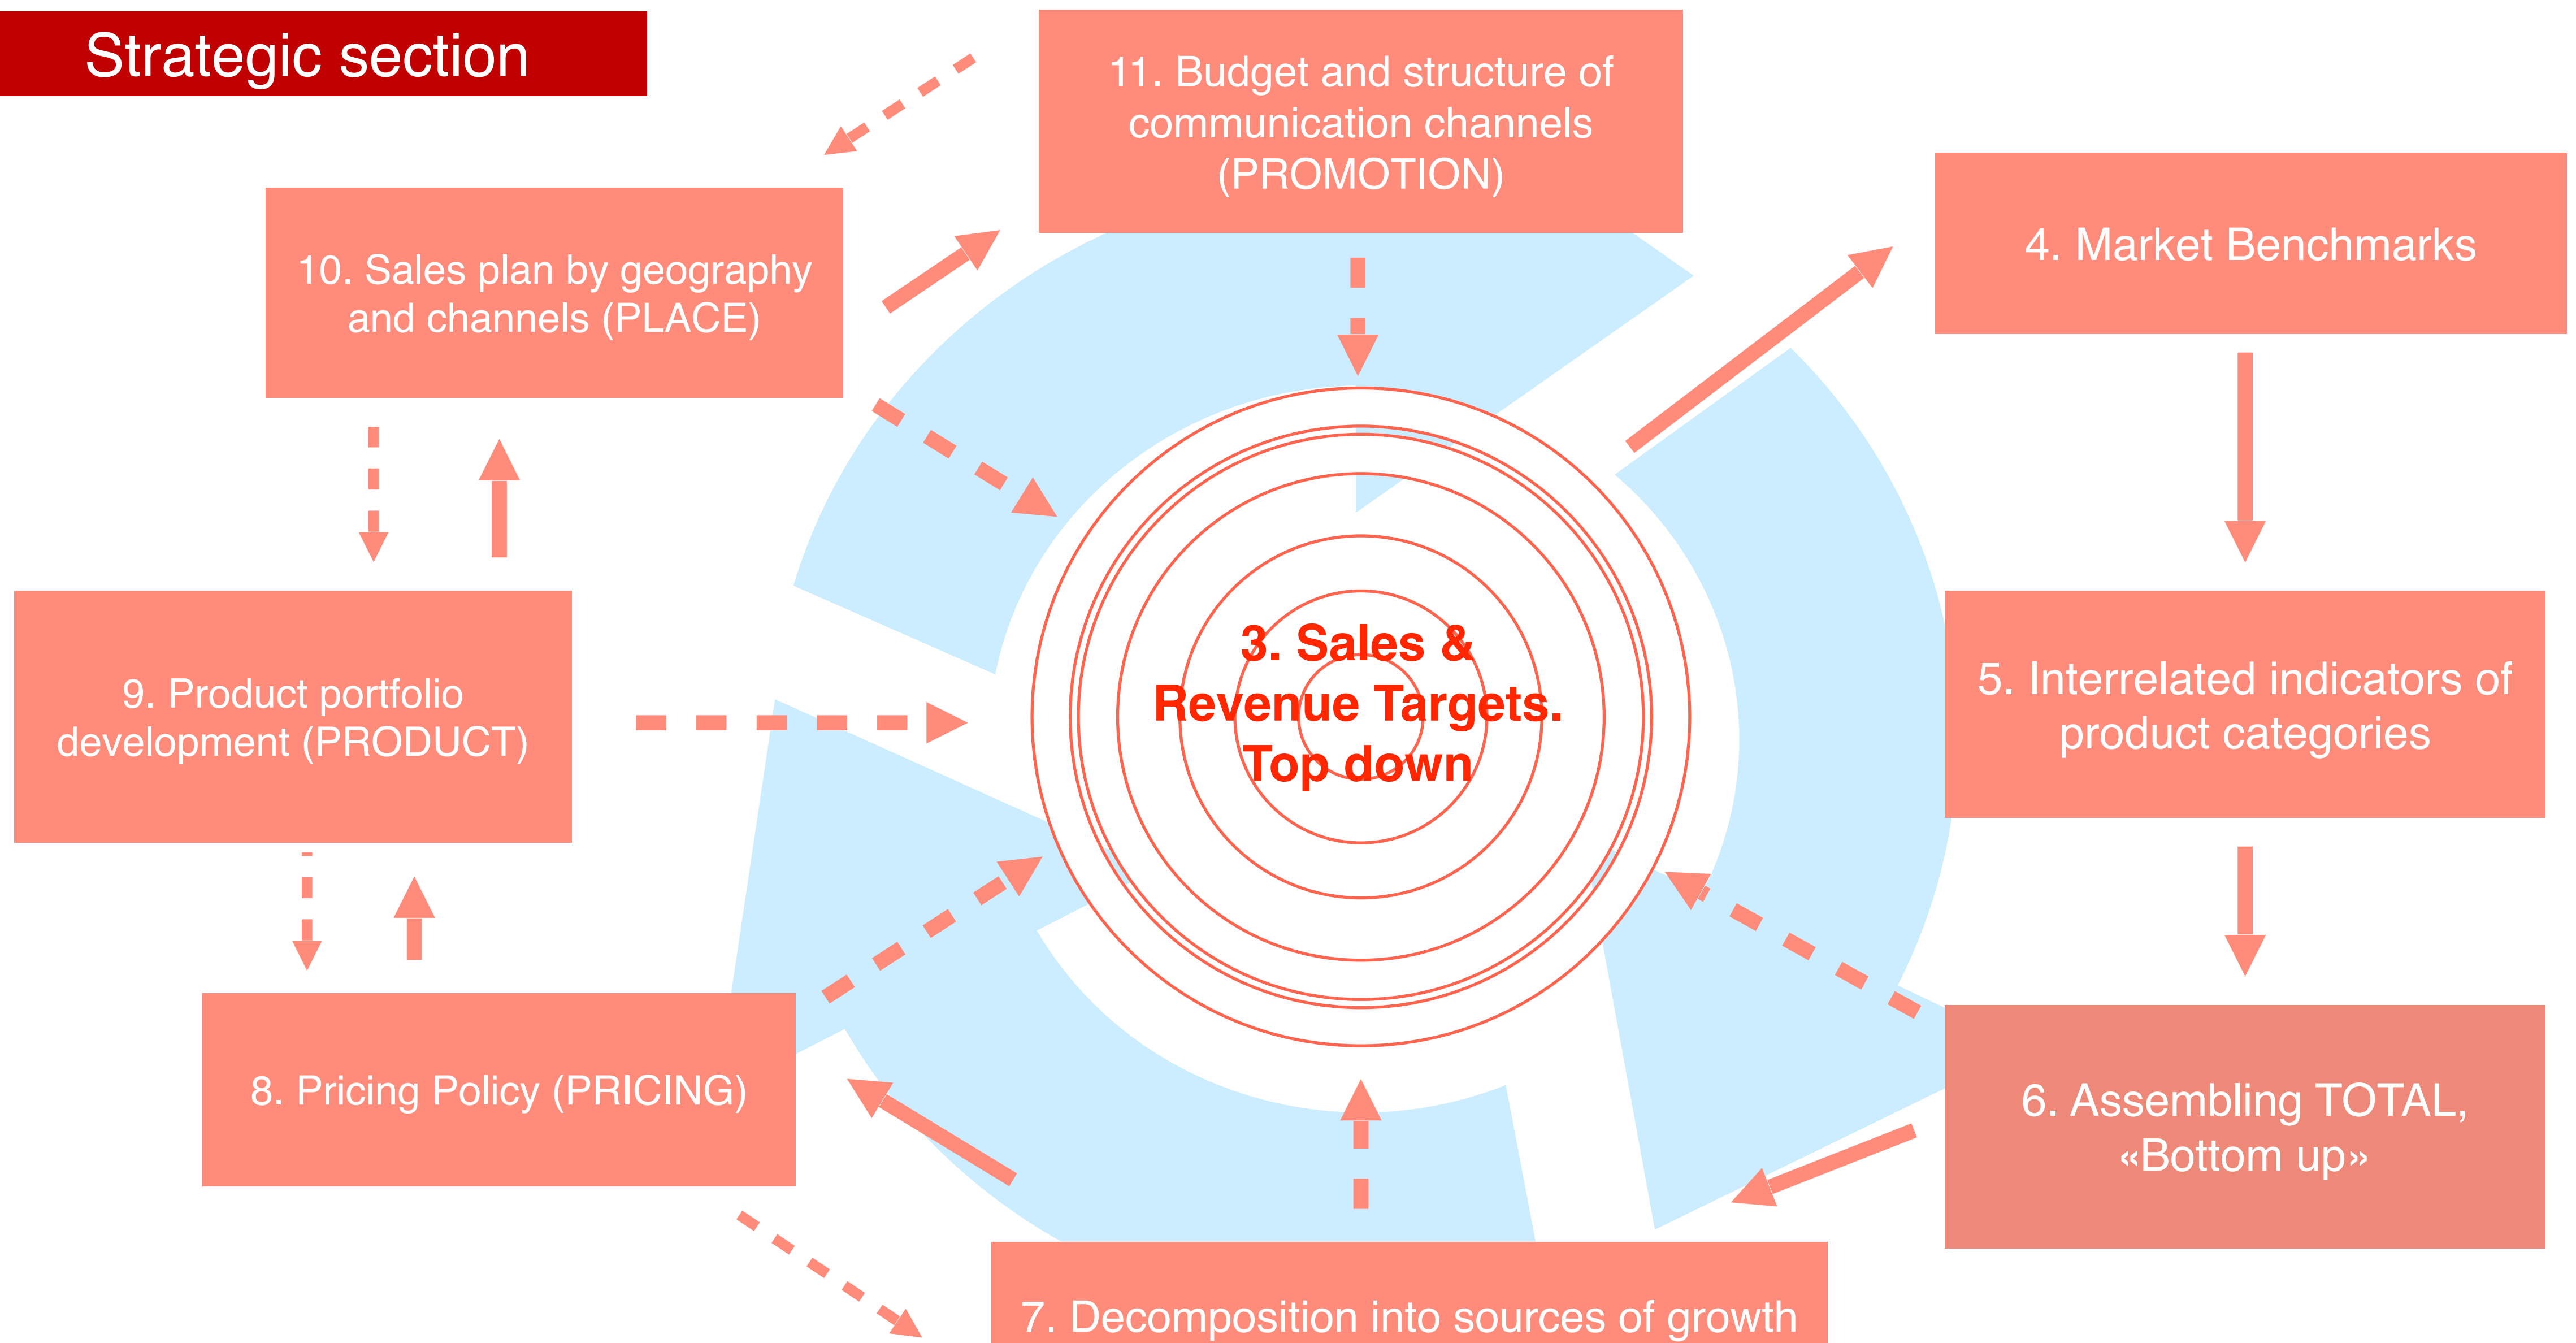 Strategic section
11. Budget and structure of
communication channels
(PROMOTION)
4. Market Benchmarks
10. Sales plan by geography
and channels (PLACE)
3. Sales &
Revenue Targets.
Top down
9. Product portfolio
development (PRODUCT)
5. Interrelated indicators of
product categories
8. Pricing Policy (PRICING)
6. Assembling TOTAL,
«Bottom up»
7. Decomposition into sources of growth